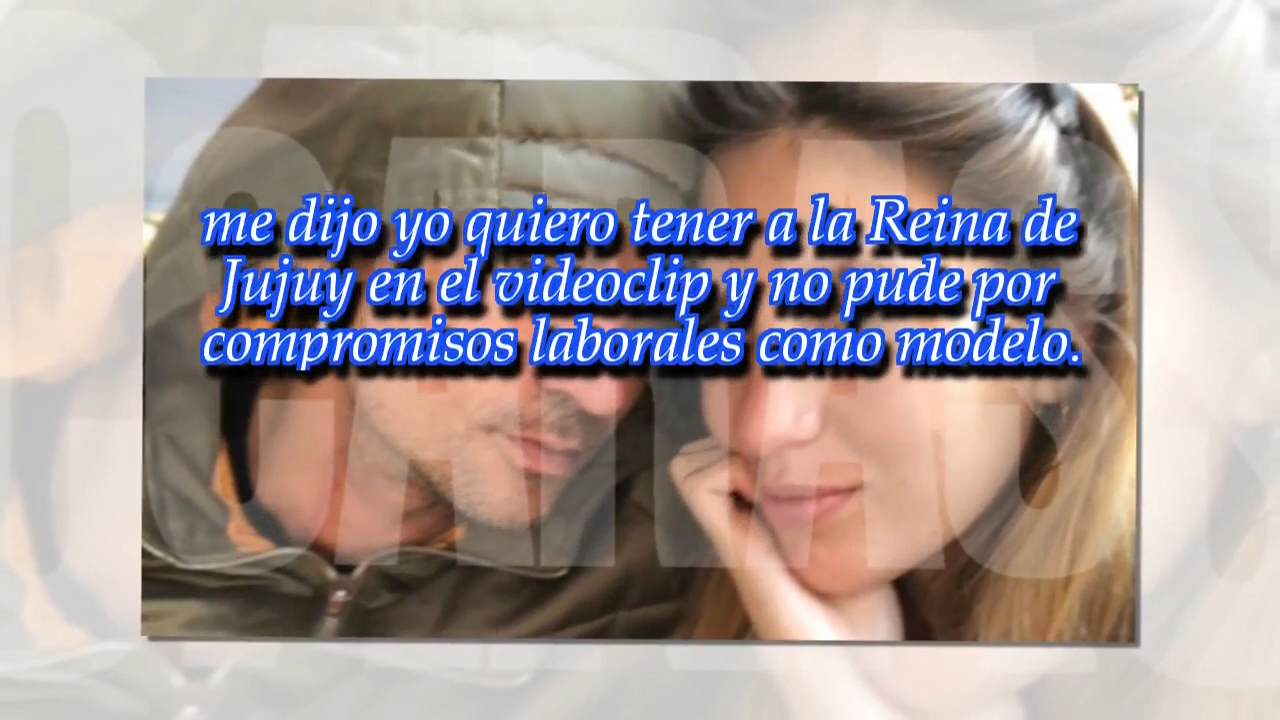 me dijo yo quiero tener a la Reina de
Jujuy en el videoclip y no pude por
compromisos laborales como modelo.
CARAS